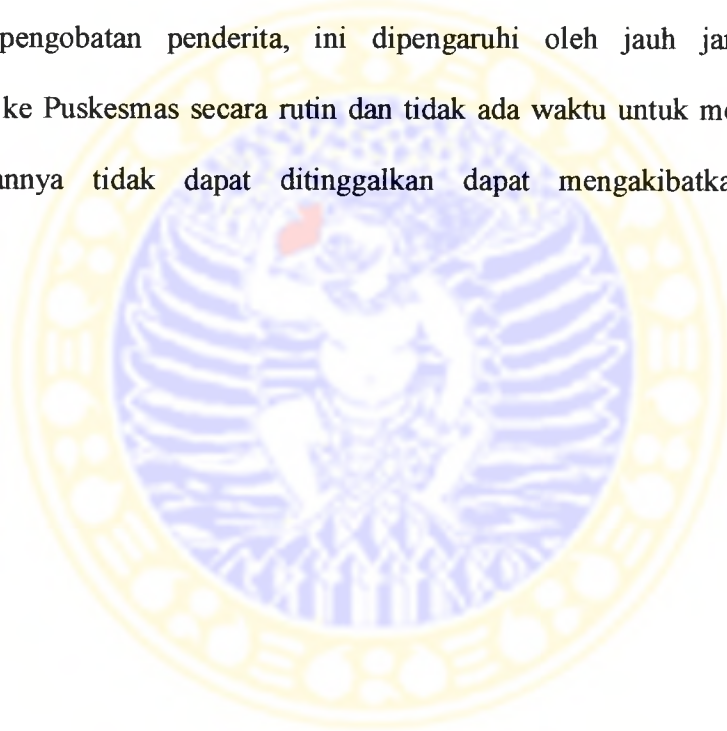 pengobatan penderita, ini dipengaruhi oleh jauh
ke Puskesmas secara rutin dan tidak ada waktu untuk
tidak dapat ditinggalkan dapat